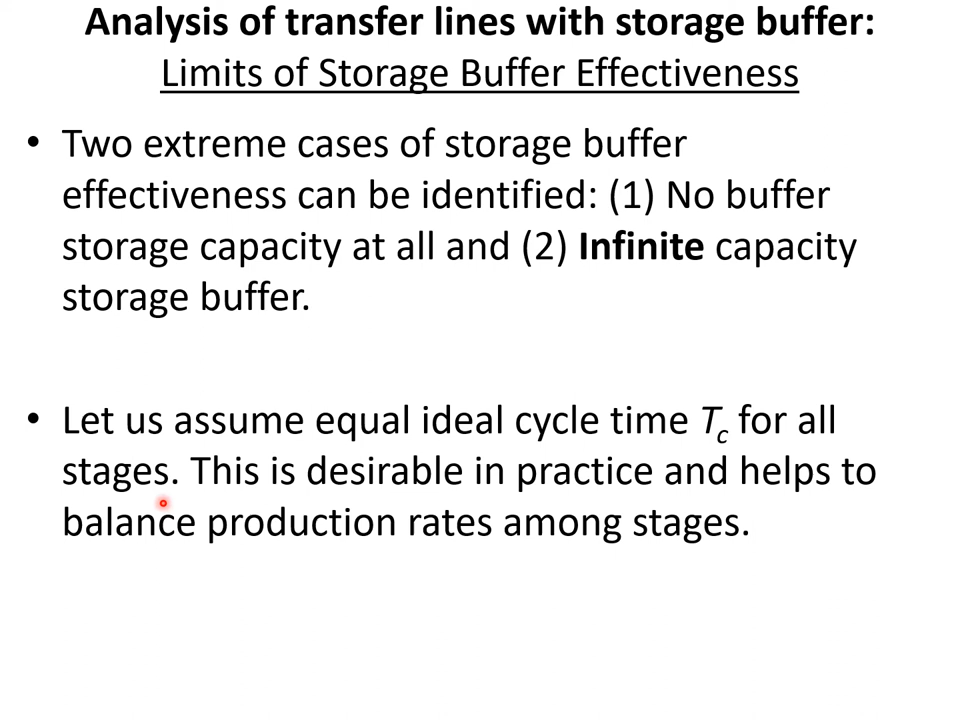 Analysis of transfer lines with storage buffer:
Limits of Storage Buffer Effectiveness
• Two extreme cases of storage buffer
effectiveness can be identified: (1) No buffer
storage capacity at all and (2) Infinite capacity
storage buffer.
• Let us assume equal ideal cycle time Tc for all
stages. This is desirable in practice and helps to
balance production rates among stages.